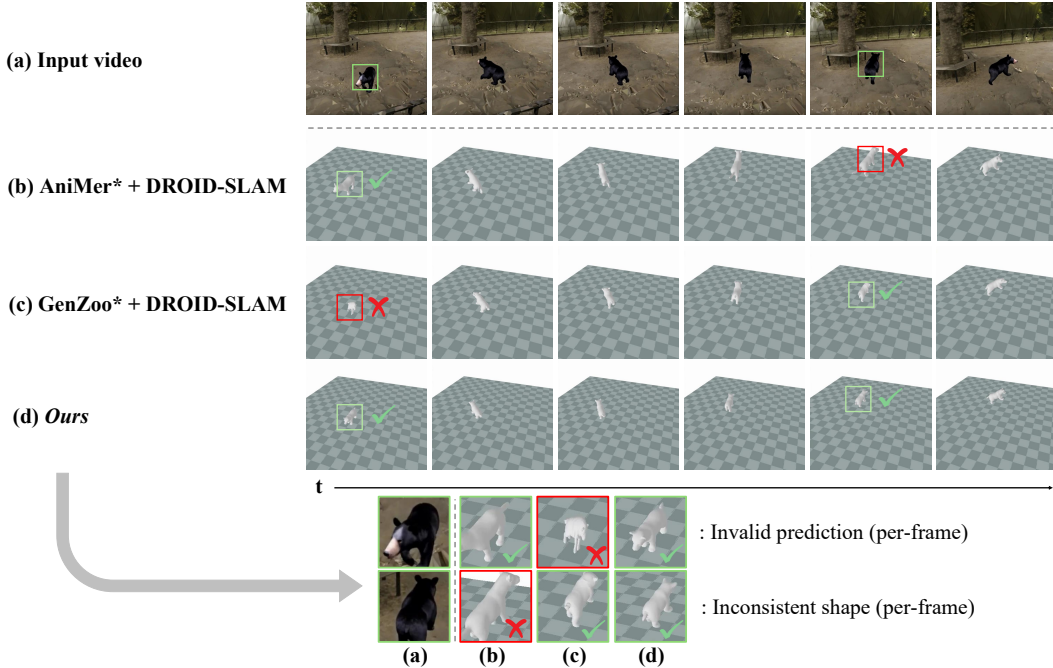 (a) Input video
(b) AniMer* + DROID-SLAM
(c) GenZoo* + DROID-SLAM
(d) Ours
t
: Invalid prediction (per-frame)
: Inconsistent shape (per-frame)
(a) (b) (c) (d)